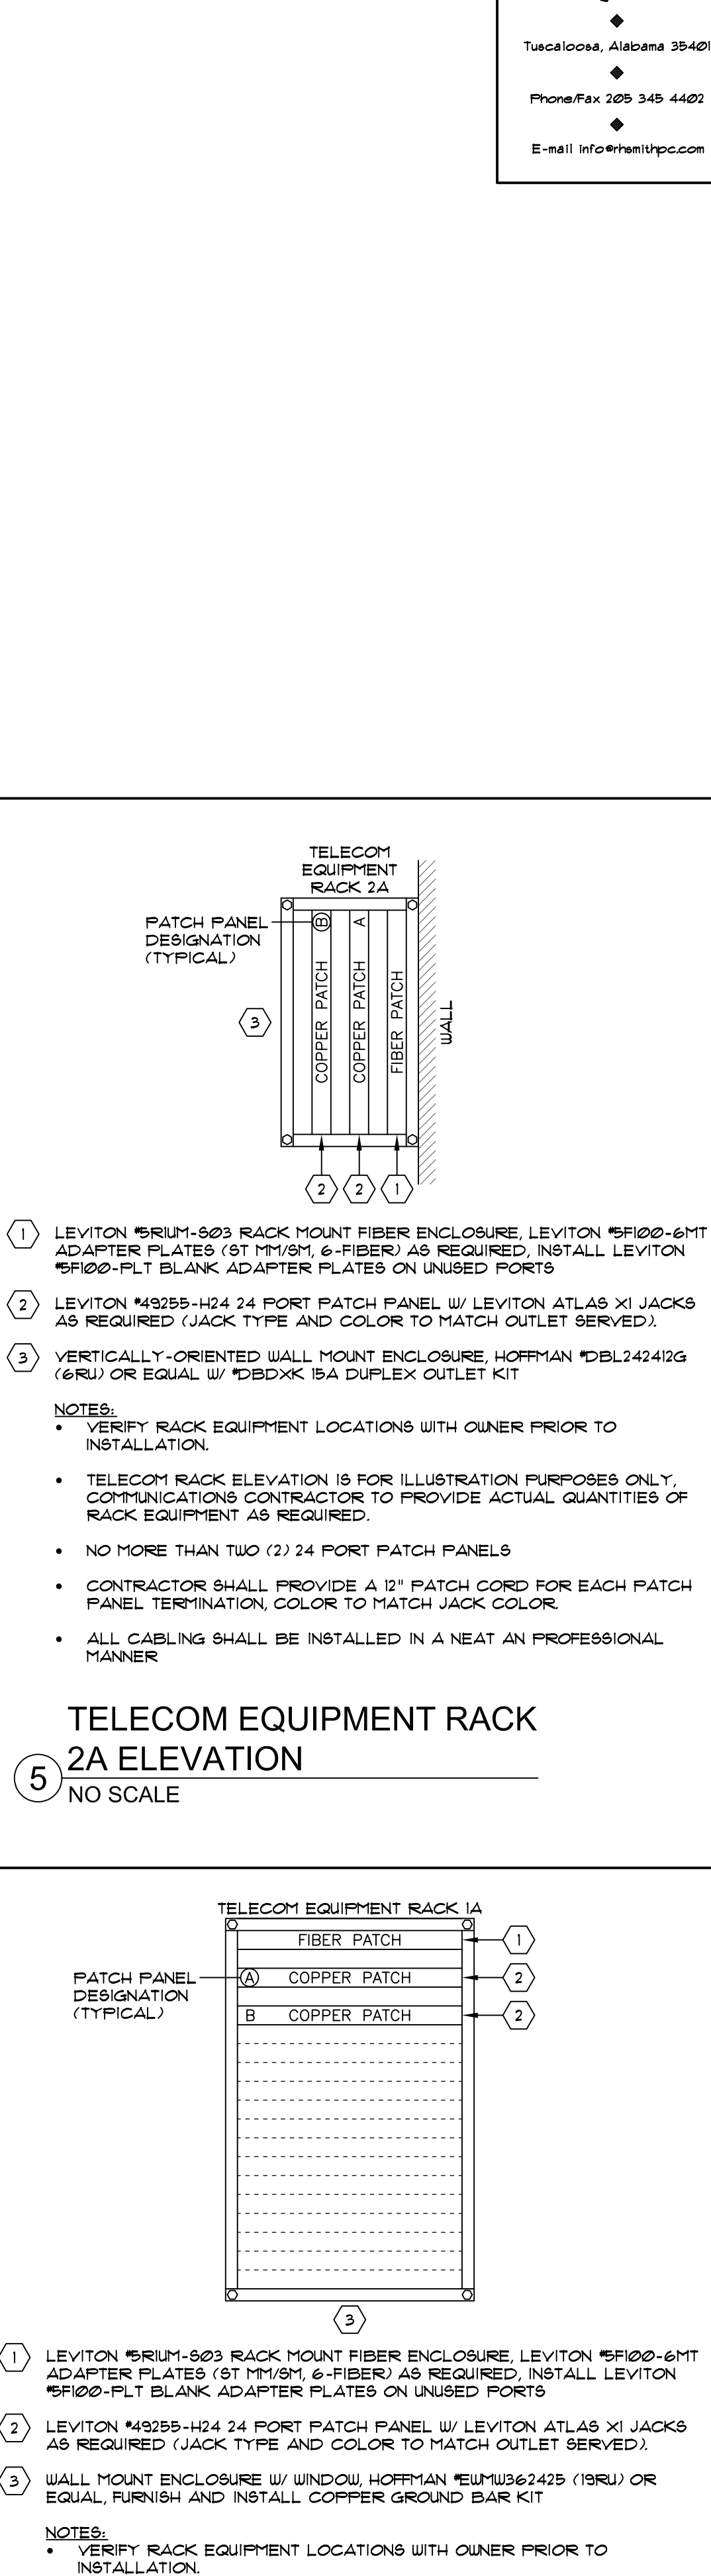 Tuscaloosa, Alabama 35401
Phone/Fax 205 345 4402
E-mail info@rhsmithpc.com
TELECOM
EQUIPMENT
RACK 2A
PATCH PANEL
DESIGNATION
(TYPICAL)
B COPPER PATCH
A COPPER PATCH
FIBER PATCH
WALL
3
2 2 1
1 LEVITON #5R1UM-S03 RACK MOUNT FIBER ENCLOSURE, LEVITON #5F100-6MT
ADAPTER PLATES (ST MM/SM, 6-FIBER) AS REQUIRED, INSTALL LEVITON
#5F100-PLT BLANK ADAPTER PLATES ON UNUSED PORTS
2 LEVITON #49255-H24 24 PORT PATCH PANEL W/ LEVITON ATLAS X1 JACKS
AS REQUIRED (JACK TYPE AND COLOR TO MATCH OUTLET SERVED).
3 VERTICALLY-ORIENTED WALL MOUNT ENCLOSURE, HOFFMAN #DBL242412G
(6RU) OR EQUAL W/ #DBDXK 15A DUPLEX OUTLET KIT
NOTES:
• VERIFY RACK EQUIPMENT LOCATIONS WITH OWNER PRIOR TO
INSTALLATION.
• TELECOM RACK ELEVATION IS FOR ILLUSTRATION PURPOSES ONLY,
COMMUNICATIONS CONTRACTOR TO PROVIDE ACTUAL QUANTITIES OF
RACK EQUIPMENT AS REQUIRED.
• NO MORE THAN TWO (2) 24 PORT PATCH PANELS
• CONTRACTOR SHALL PROVIDE A 12" PATCH CORD FOR EACH PATCH
PANEL TERMINATION, COLOR TO MATCH JACK COLOR.
• ALL CABLING SHALL BE INSTALLED IN A NEAT AN PROFESSIONAL
MANNER
TELECOM EQUIPMENT RACK
2A ELEVATION
5
NO SCALE
TELECOM EQUIPMENT RACK 1A
FIBER PATCH 1
PATCH PANEL
DESIGNATION
(TYPICAL)
A COPPER PATCH 2
B COPPER PATCH 2
3
1 LEVITON #5R1UM-S03 RACK MOUNT FIBER ENCLOSURE, LEVITON #5F100-6MT
ADAPTER PLATES (ST MM/SM, 6-FIBER) AS REQUIRED, INSTALL LEVITON
#5F100-PLT BLANK ADAPTER PLATES ON UNUSED PORTS
2 LEVITON #49255-H24 24 PORT PATCH PANEL W/ LEVITON ATLAS X1 JACKS
AS REQUIRED (JACK TYPE AND COLOR TO MATCH OUTLET SERVED).
3 WALL MOUNT ENCLOSURE W/ WINDOW, HOFFMAN #EWMW362425 (19RU) OR
EQUAL, FURNISH AND INSTALL COPPER GROUND BAR KIT
NOTES:
• VERIFY RACK EQUIPMENT LOCATIONS WITH OWNER PRIOR TO
INSTALLATION.